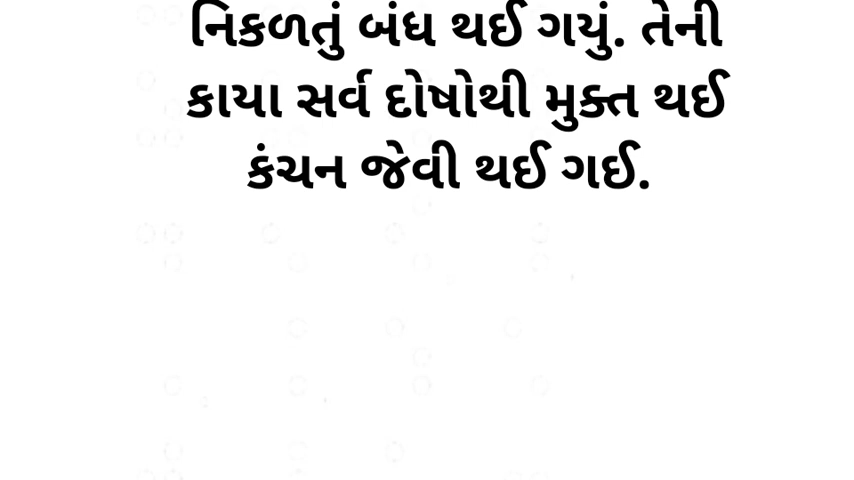 નિકળતું બંધ થઈ ગયું. તેની
કાયા સર્વ દોષોથી મુક્ત થઈ
કંચન જેવી થઈ ગઈ.